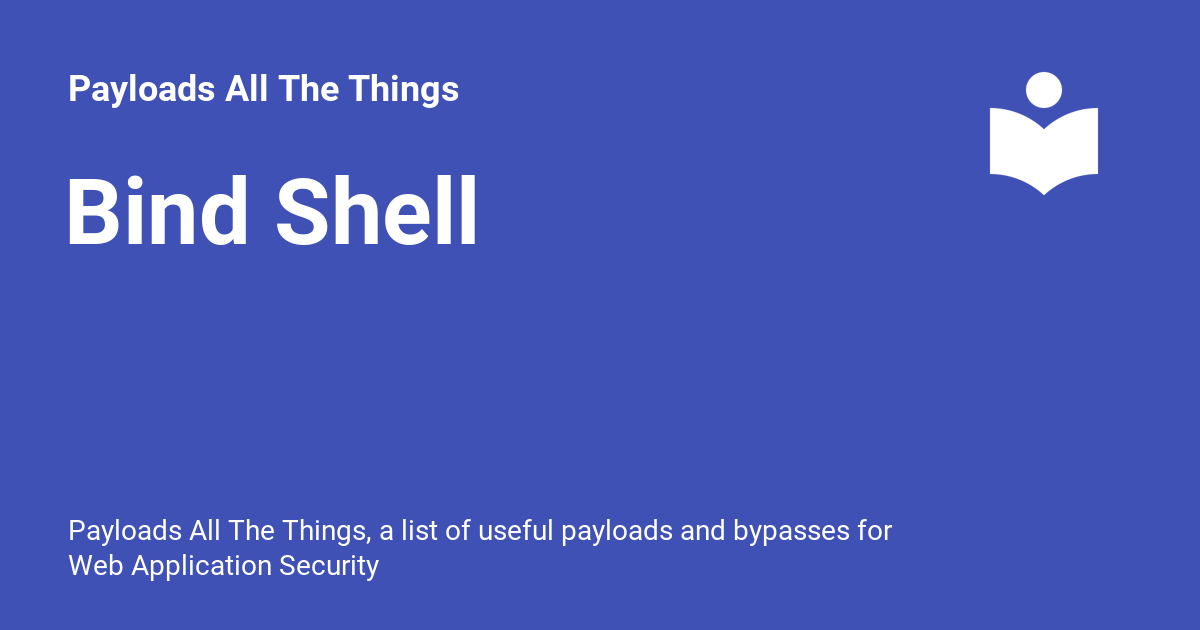 Payloads All The Things
Bind Shell
Payloads All The Things, a list of useful payloads and bypasses for
Web Application Security